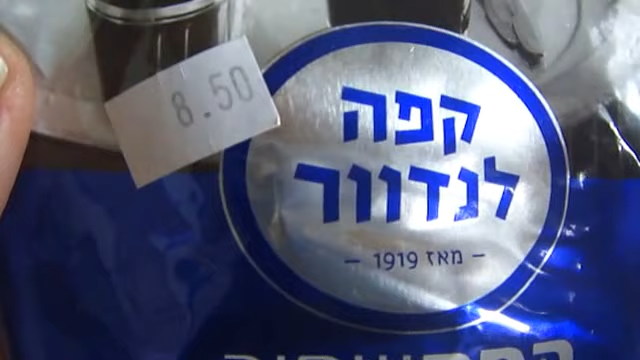 8.50
קפה
לנדוור
– מאז 1919 –